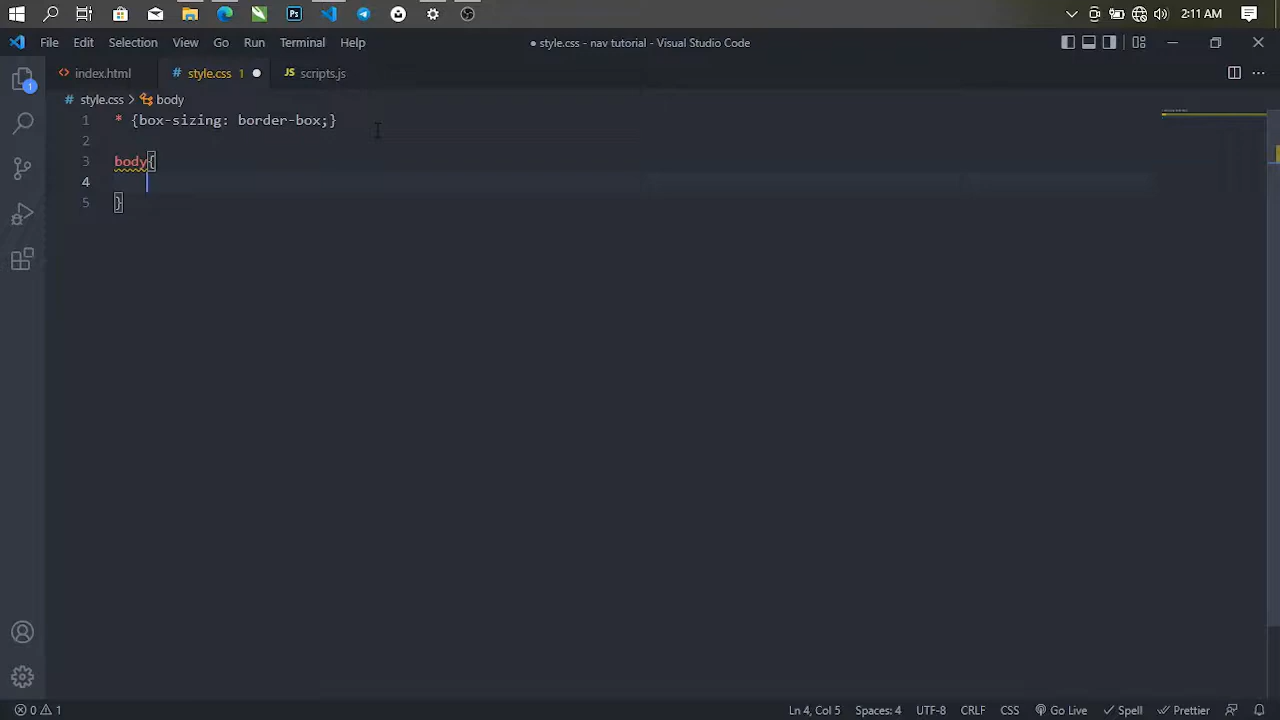 Ps
2:11 AM
File Edit Selection View Go Run Terminal Help
● style.css - nav tutorial - Visual Studio Code
<> index.html
# style.css 1 ●
JS scripts.js
# style.css > body
1 * {box-sizing: border-box;}
2
3 body{
4
5 }
1
0 1
Ln 4, Col 5 Spaces: 4 UTF-8 CRLF CSS Go Live Spell Prettier